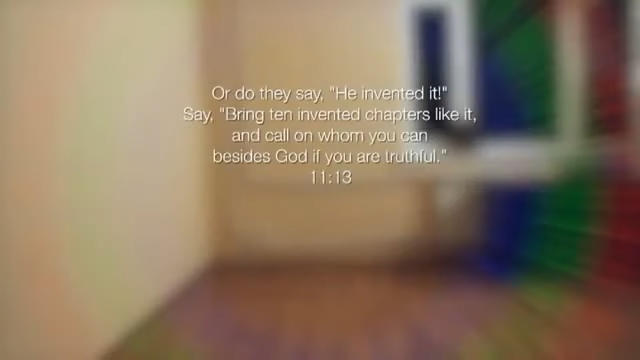 Or do they say, "He invented it!"
Say, "Bring ten invented chapters like it,
and call on whom you can
besides God if you are truthful."
11:13